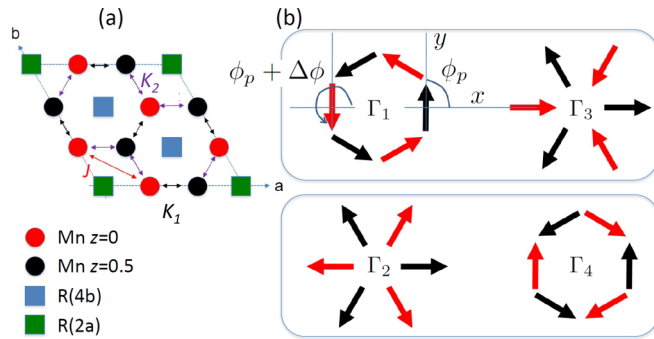 (a)
b
K₂
J
K₁
a
Mn z=0
Mn z=0.5
R(4b)
R(2a)
(b)
y
ϕₚ + Δϕ
ϕₚ
Γ₁
x
Γ₃
Γ₂
Γ₄